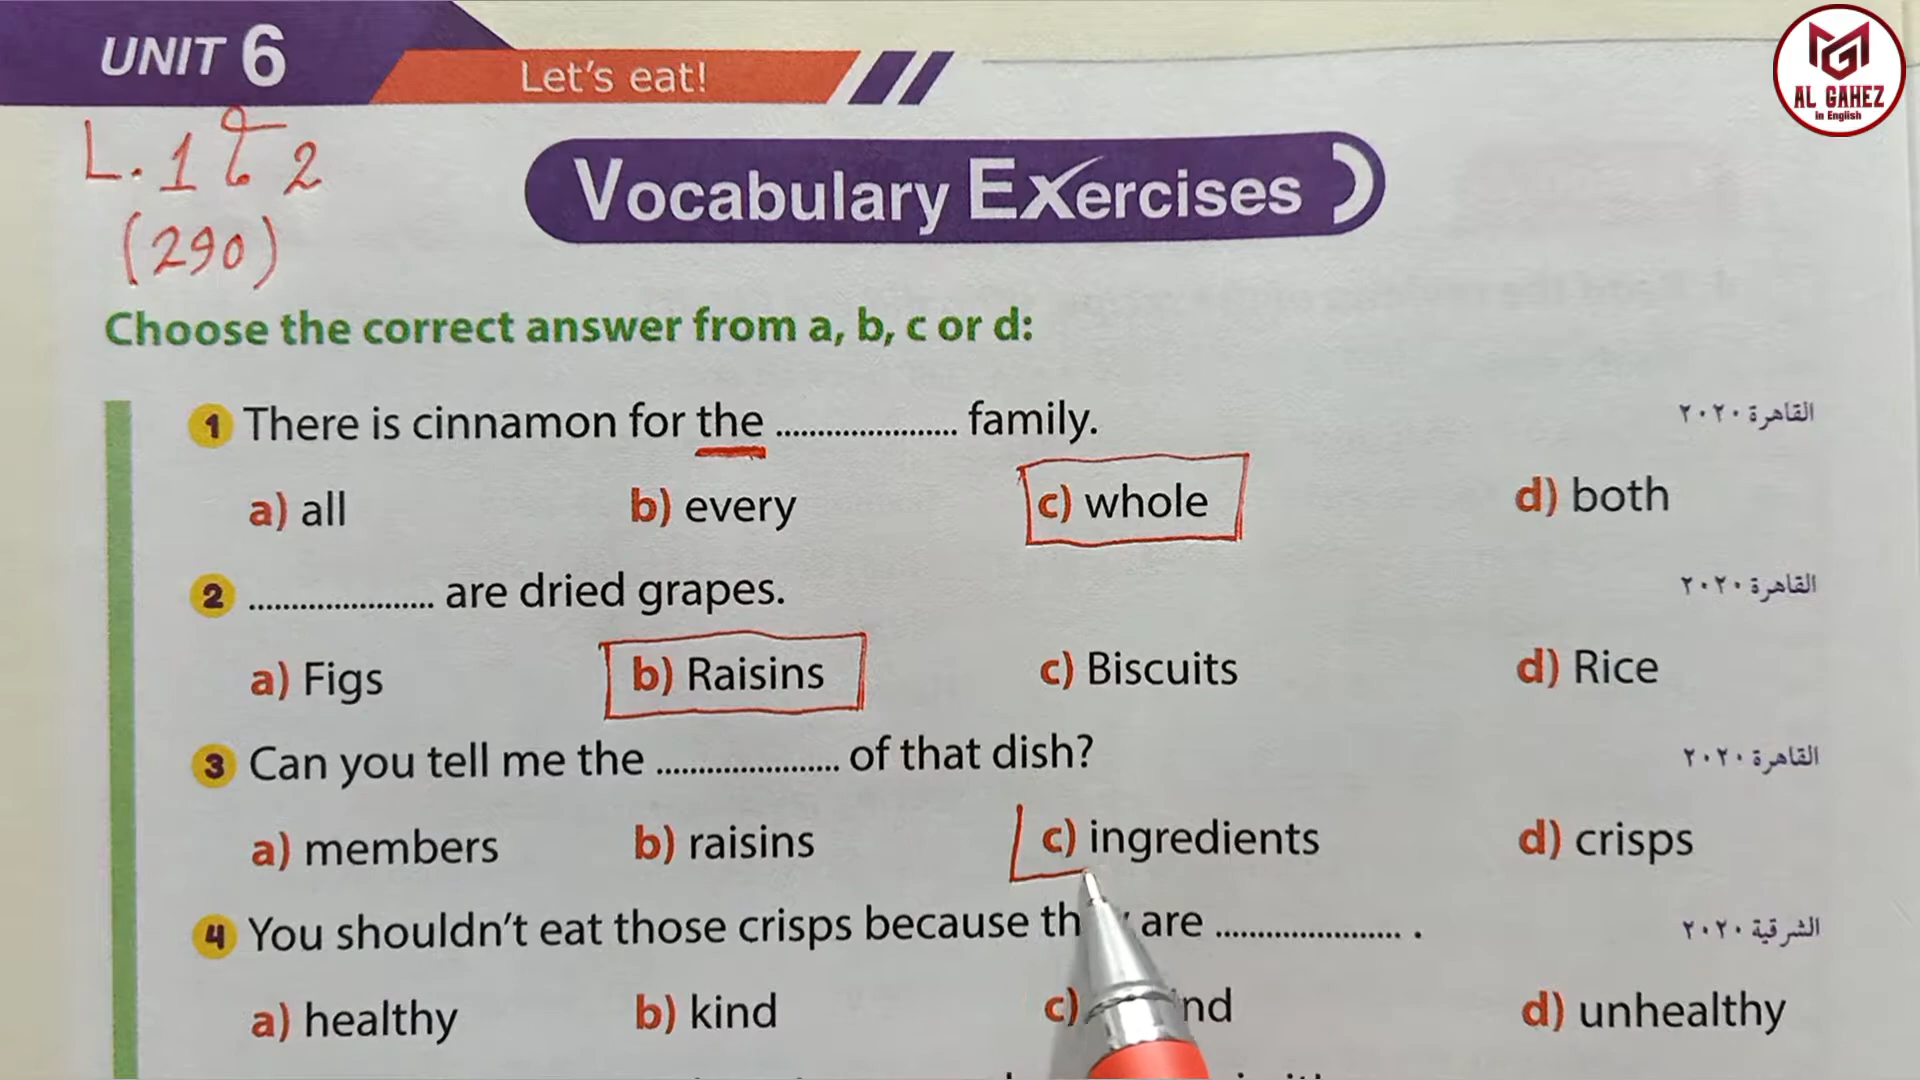 UNIT 6
Let's eat!
AL GAHEZ
in English
L. 1 2
(290)
Vocabulary Exercises
Choose the correct answer from a, b, c or d:
1 There is cinnamon for the ...................... family. القاهرة ٢٠٢٠
a) all b) every c) whole d) both
2 ...................... are dried grapes. القاهرة ٢٠٢٠
a) Figs b) Raisins c) Biscuits d) Rice
3 Can you tell me the ...................... of that dish? القاهرة ٢٠٢٠
a) members b) raisins c) ingredients d) crisps
4 You shouldn't eat those crisps because are ...................... . الشرقية ٢٠٢٠
a) healthy b) kind c) d) unhealthy